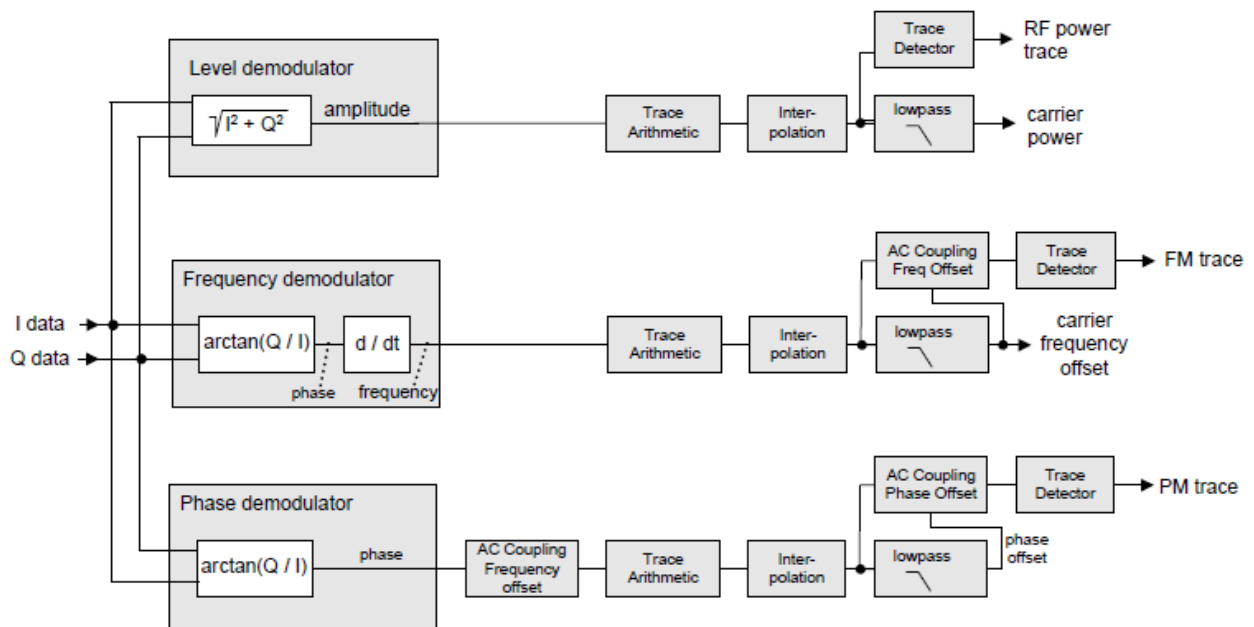 Level demodulator
√I² + Q²
amplitude
Trace
Arithmetic
Inter-
polation
Trace
Detector
RF power
trace
lowpass
carrier
power
Frequency demodulator
I data
Q data
arctan(Q / I)
d / dt
phase
frequency
Trace
Arithmetic
Inter-
polation
AC Coupling
Freq Offset
Trace
Detector
FM trace
lowpass
carrier
frequency
offset
Phase demodulator
arctan(Q / I)
phase
AC Coupling
Frequency
offset
Trace
Arithmetic
Inter-
polation
AC Coupling
Phase Offset
Trace
Detector
PM trace
lowpass
phase
offset